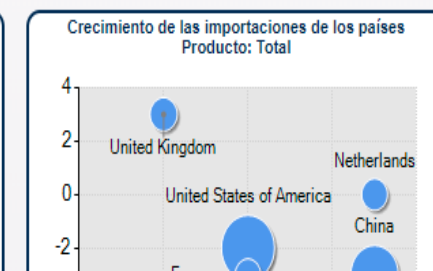 Crecimiento de las importaciones de los países
Producto: Total
4
2
United Kingdom
Netherlands
0
United States of America
China
-2